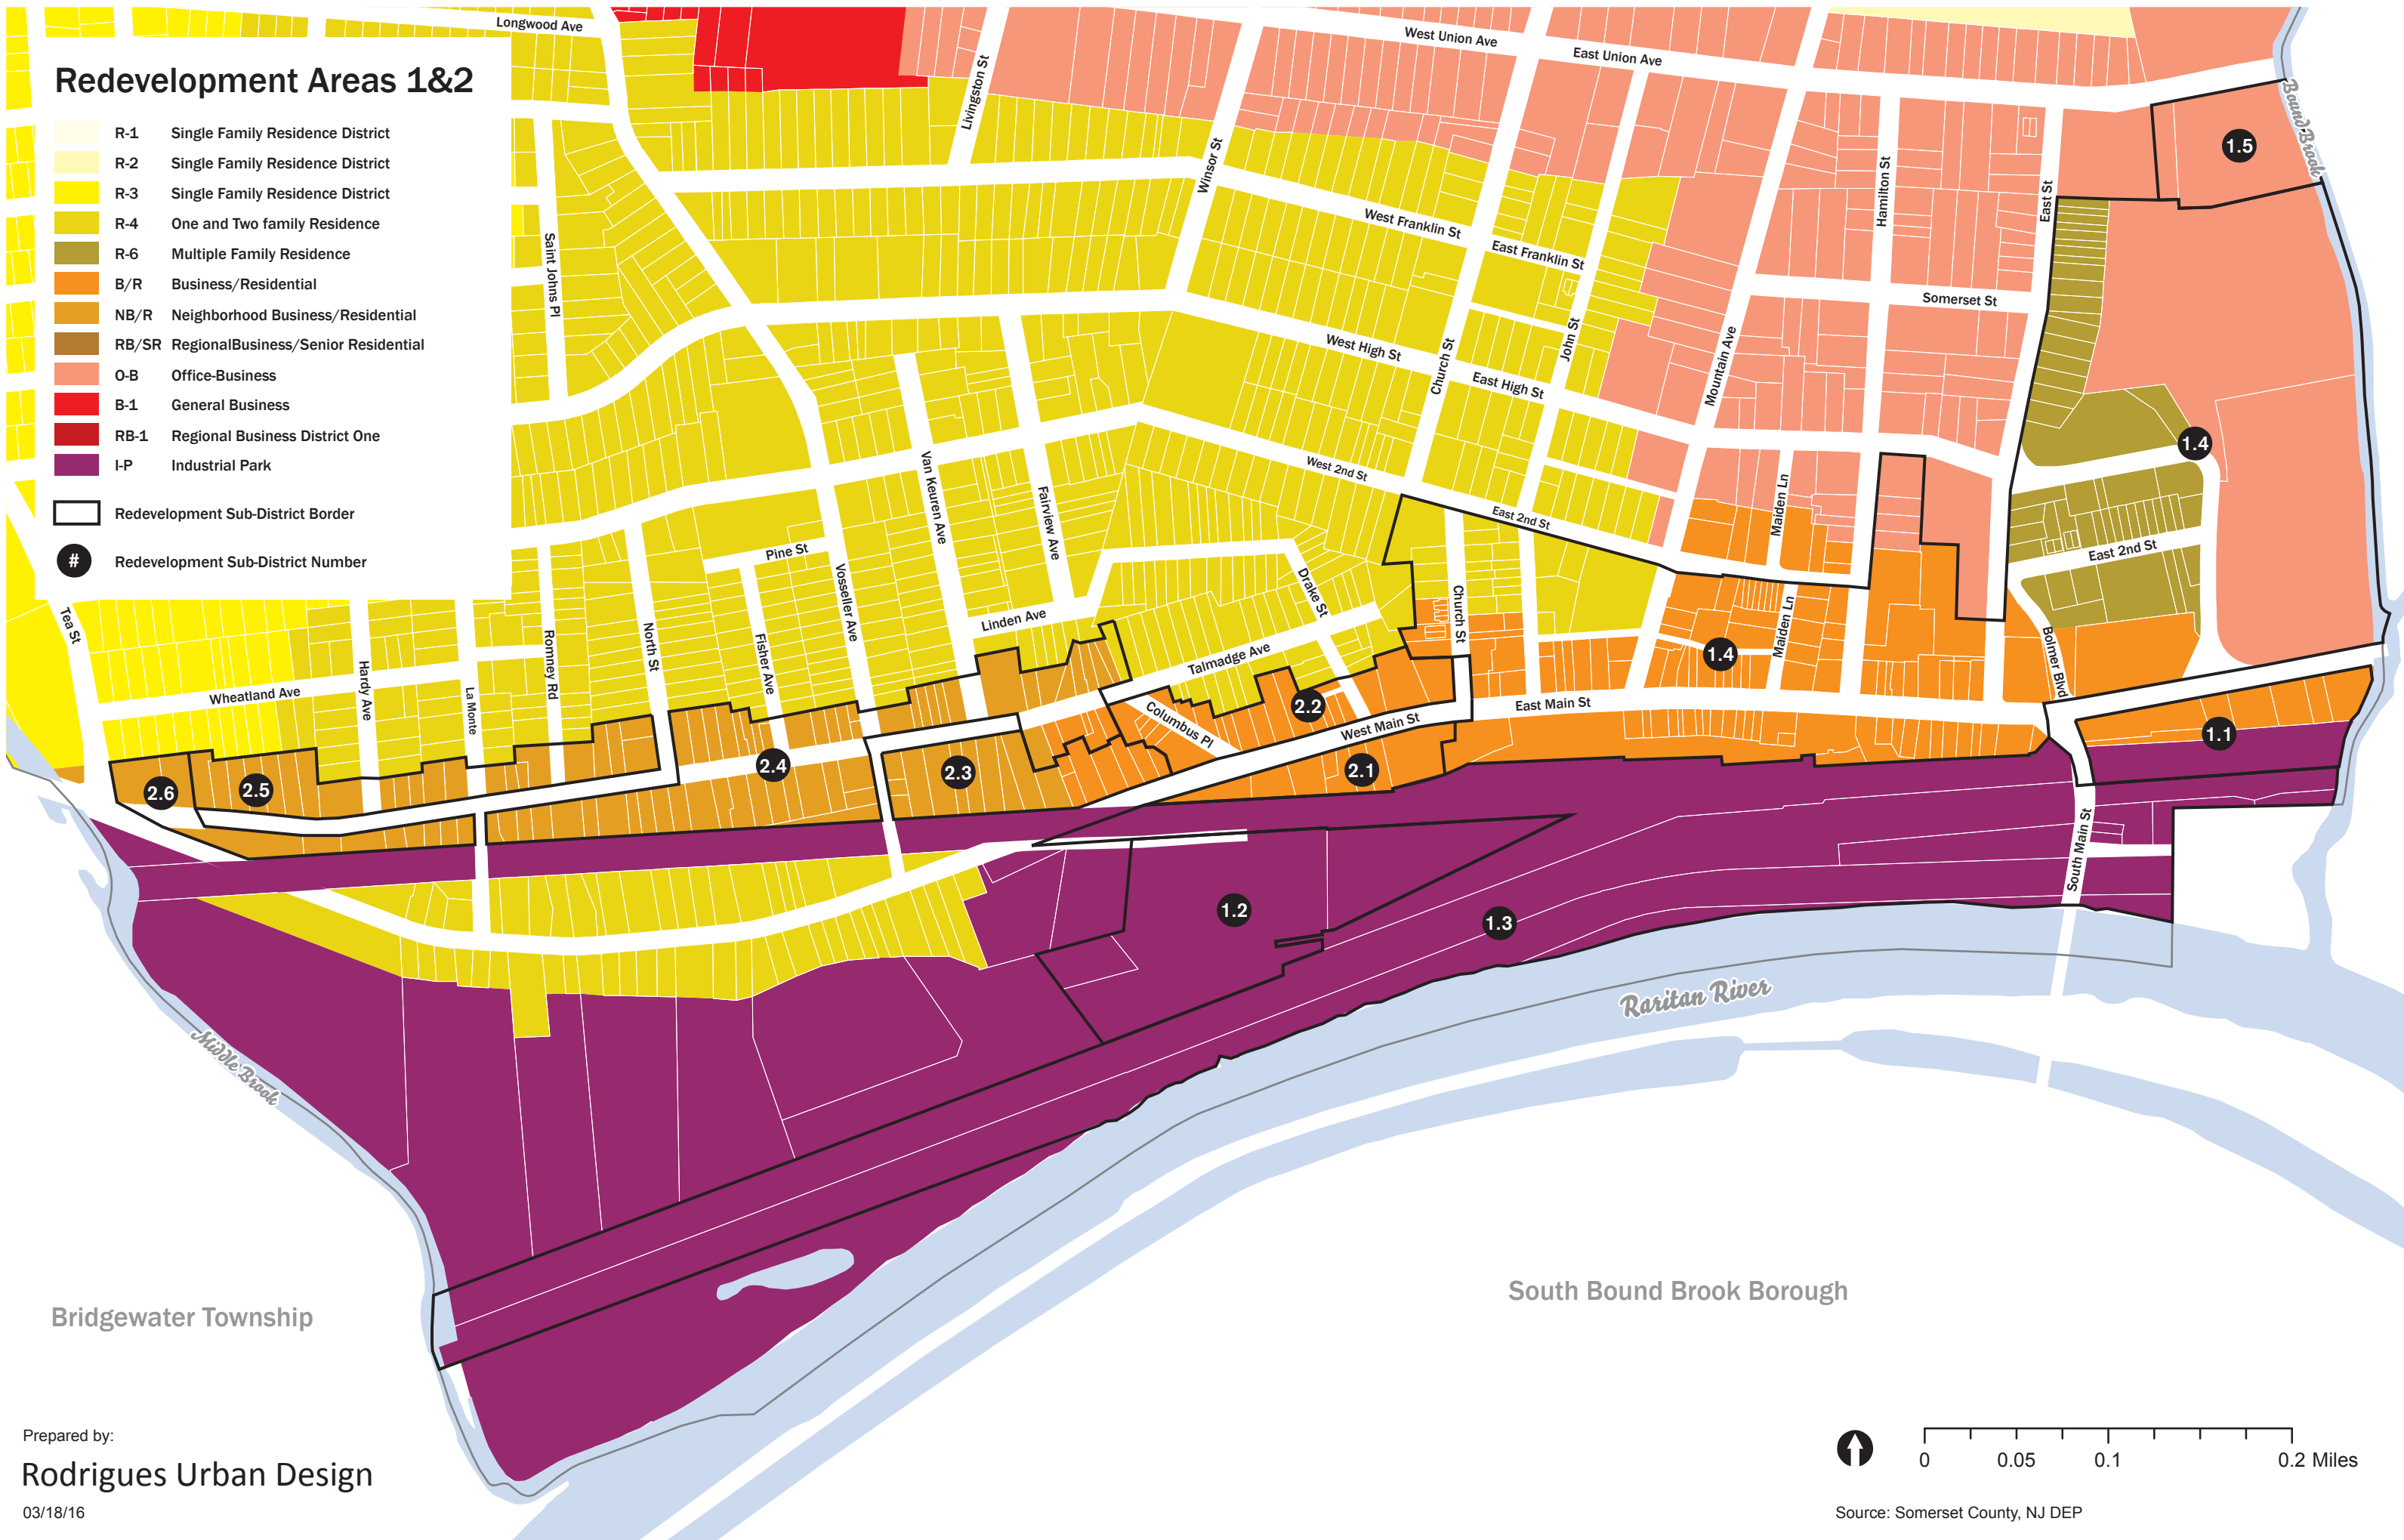 Longwood Ave
Redevelopment Areas 1&2
R-1 Single Family Residence District
R-2 Single Family Residence District
R-3 Single Family Residence District
R-4 One and Two family Residence
R-6 Multiple Family Residence
B/R Business/Residential
NB/R Neighborhood Business/Residential
RB/SR RegionalBusiness/Senior Residential
O-B Office-Business
B-1 General Business
RB-1 Regional Business District One
I-P Industrial Park
Redevelopment Sub-District Border
# Redevelopment Sub-District Number
Livingston St
Winsor St
West Union Ave
East Union Ave
Bound Brook
1.5
Hamilton St
East St
Saint Johns Pl
West Franklin St
East Franklin St
Somerset St
John St
West High St
Church St
East High St
Mountain Ave
1.4
Van Keuren Ave
Fairview Ave
West 2nd St
East 2nd St
Maiden Ln
East 2nd St
Pine St
Vosseller Ave
Drake St
Church St
Linden Ave
Tea St
Wheatland Ave
Hardy Ave
La Monte
Romney Rd
North St
Fisher Ave
Talmadge Ave
Maiden Ln
1.4
Bolmer Blvd
Columbus Pl
2.2
West Main St
East Main St
1.1
2.6
2.5
2.4
2.3
2.1
South Main St
1.2
1.3
Raritan River
Middle Brook
Bridgewater Township
South Bound Brook Borough
Prepared by:
Rodrigues Urban Design
03/18/16
0 0.05 0.1 0.2 Miles
Source: Somerset County, NJ DEP